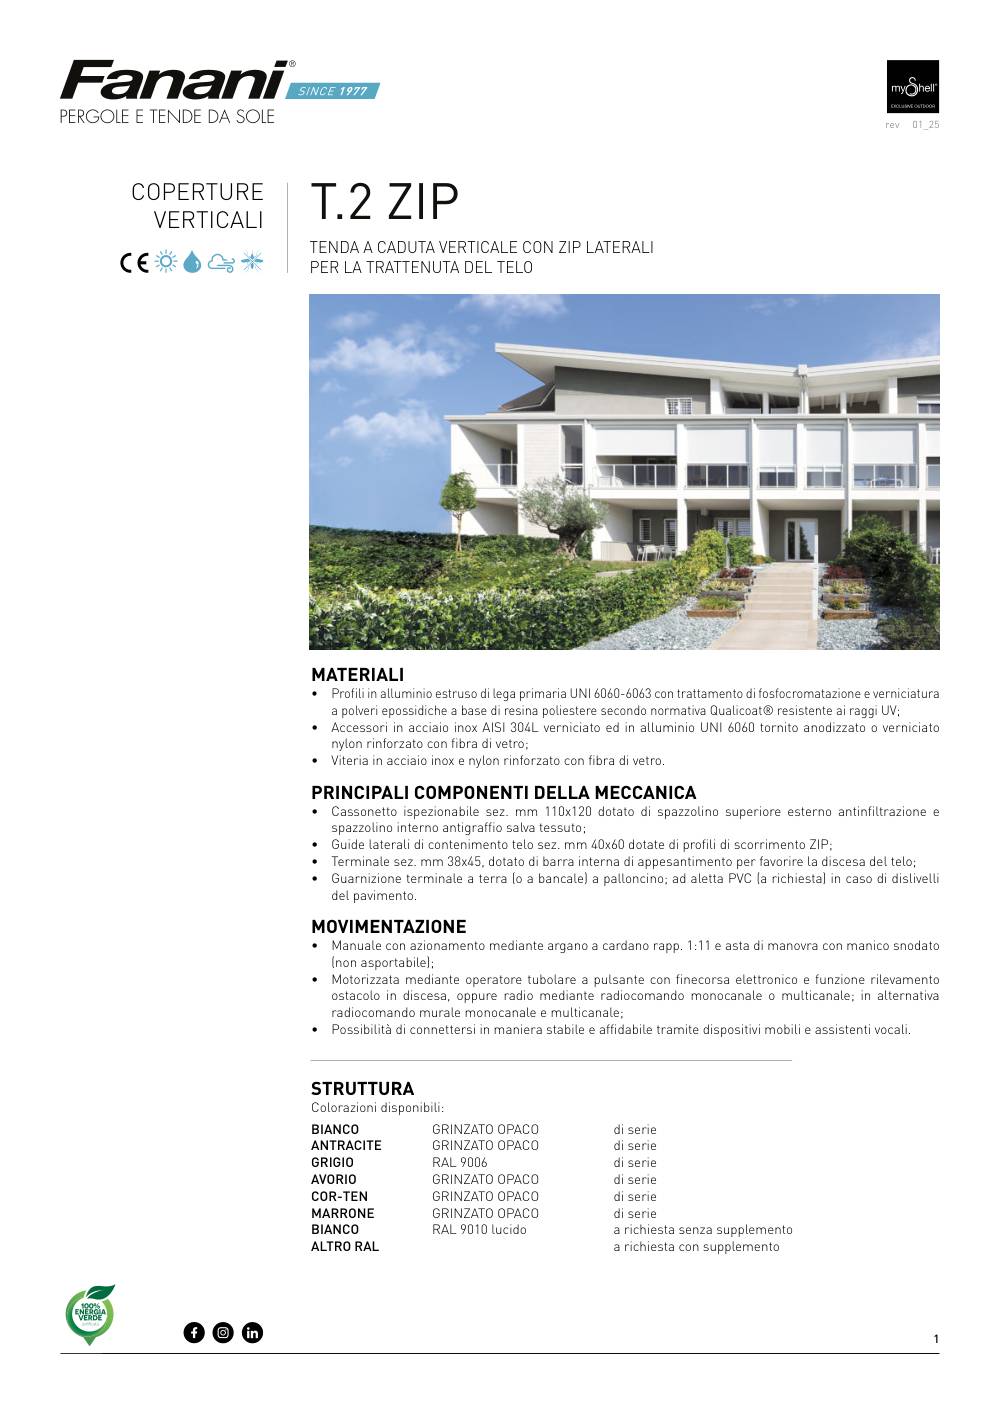 Fanani®
SINCE 1977
PERGOLE E TENDE DA SOLE
myShell®
EXCLUSIVE OUTDOOR
rev 01_25
COPERTURE
VERTICALI
CE
T.2 ZIP
TENDA A CADUTA VERTICALE CON ZIP LATERALI
PER LA TRATTENUTA DEL TELO
MATERIALI
• Profili in alluminio estruso di lega primaria UNI 6060-6063 con trattamento di fosfocromatazione e verniciatura
a polveri epossidiche a base di resina poliestere secondo normativa Qualicoat® resistente ai raggi UV;
• Accessori in acciaio inox AISI 304L verniciato ed in alluminio UNI 6060 tornito anodizzato o verniciato
nylon rinforzato con fibra di vetro;
• Viteria in acciaio inox e nylon rinforzato con fibra di vetro.
PRINCIPALI COMPONENTI DELLA MECCANICA
• Cassonetto ispezionabile sez. mm 110x120 dotato di spazzolino superiore esterno antinfiltrazione e
spazzolino interno antigraffio salva tessuto;
• Guide laterali di contenimento telo sez. mm 40x60 dotate di profili di scorrimento ZIP;
• Terminale sez. mm 38x45, dotato di barra interna di appesantimento per favorire la discesa del telo;
• Guarnizione terminale a terra (o a bancale) a palloncino; ad aletta PVC (a richiesta) in caso di dislivelli
del pavimento.
MOVIMENTAZIONE
• Manuale con azionamento mediante argano a cardano rapp. 1:11 e asta di manovra con manico snodato
(non asportabile);
• Motorizzata mediante operatore tubolare a pulsante con finecorsa elettronico e funzione rilevamento
ostacolo in discesa, oppure radio mediante radiocomando monocanale o multicanale; in alternativa
radiocomando murale monocanale e multicanale;
• Possibilità di connettersi in maniera stabile e affidabile tramite dispositivi mobili e assistenti vocali.
STRUTTURA
Colorazioni disponibili:
BIANCO GRINZATO OPACO di serie
ANTRACITE GRINZATO OPACO di serie
GRIGIO RAL 9006 di serie
AVORIO GRINZATO OPACO di serie
COR-TEN GRINZATO OPACO di serie
MARRONE GRINZATO OPACO di serie
BIANCO RAL 9010 lucido a richiesta senza supplemento
ALTRO RAL a richiesta con supplemento
100%
ENERGIA
VERDE
1